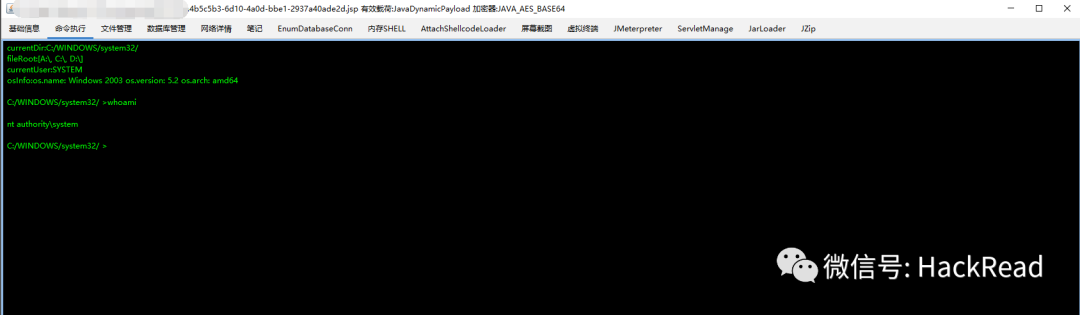 4b5c5b3-6d10-4a0d-bbe1-2937a40ade2d.jsp 有效载荷:JavaDynamicPayload 加密器:JAVA_AES_BASE64
基础信息 命令执行 文件管理 数据库管理 网络详情 笔记 EnumDatabaseConn 内存SHELL AttachShellcodeLoader 屏幕截图 虚拟终端 JMeterpreter ServletManage JarLoader JZip
currentDir:C:/WINDOWS/system32/
fileRoot:[A:\, C:\, D:\]
currentUser:SYSTEM
osInfo:os.name: Windows 2003 os.version: 5.2 os.arch: amd64
C:/WINDOWS/system32/ >whoami
nt authority\system
C:/WINDOWS/system32/ >
微信号: HackRead